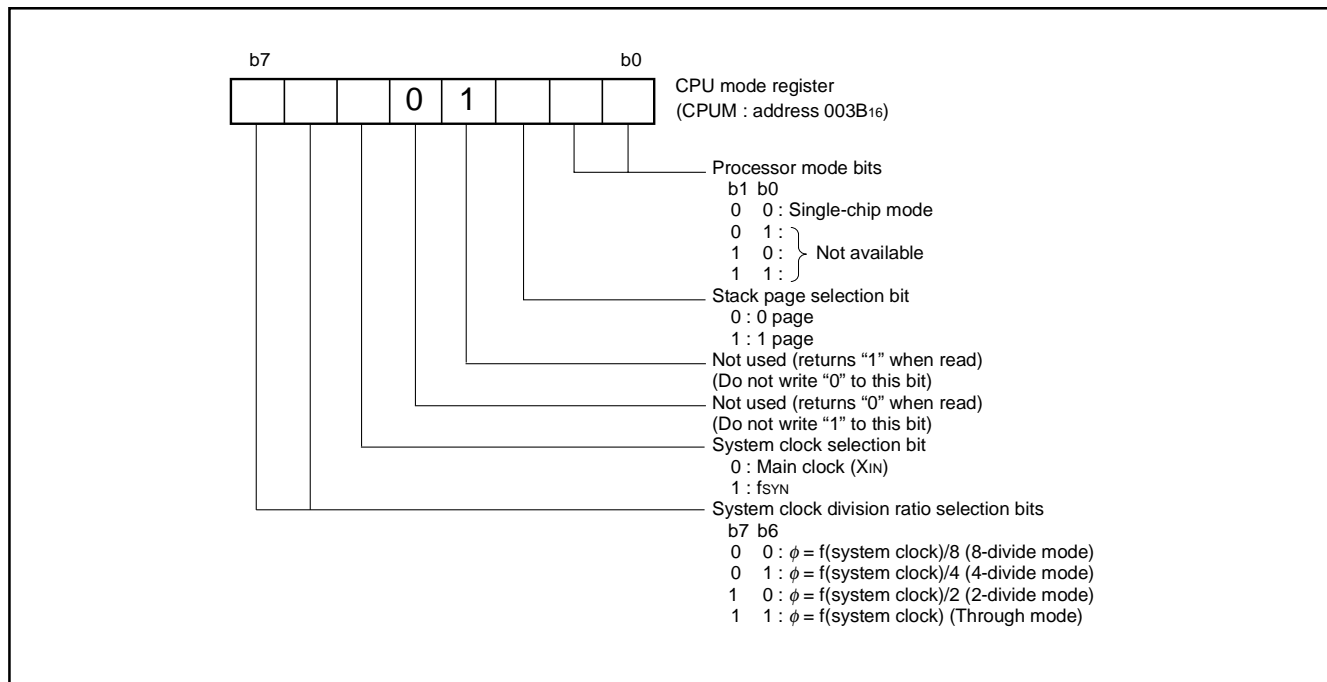 b7 b0
0 1
CPU mode register
(CPUM : address 003B16)
Processor mode bits
b1 b0
0 0 : Single-chip mode
0 1 :
1 0 : Not available
1 1 :
Stack page selection bit
0 : 0 page
1 : 1 page
Not used (returns “1” when read)
(Do not write “0” to this bit)
Not used (returns “0” when read)
(Do not write “1” to this bit)
System clock selection bit
0 : Main clock (XIN)
1 : fSYN
System clock division ratio selection bits
b7 b6
0 0 : ϕ = f(system clock)/8 (8-divide mode)
0 1 : ϕ = f(system clock)/4 (4-divide mode)
1 0 : ϕ = f(system clock)/2 (2-divide mode)
1 1 : ϕ = f(system clock) (Through mode)